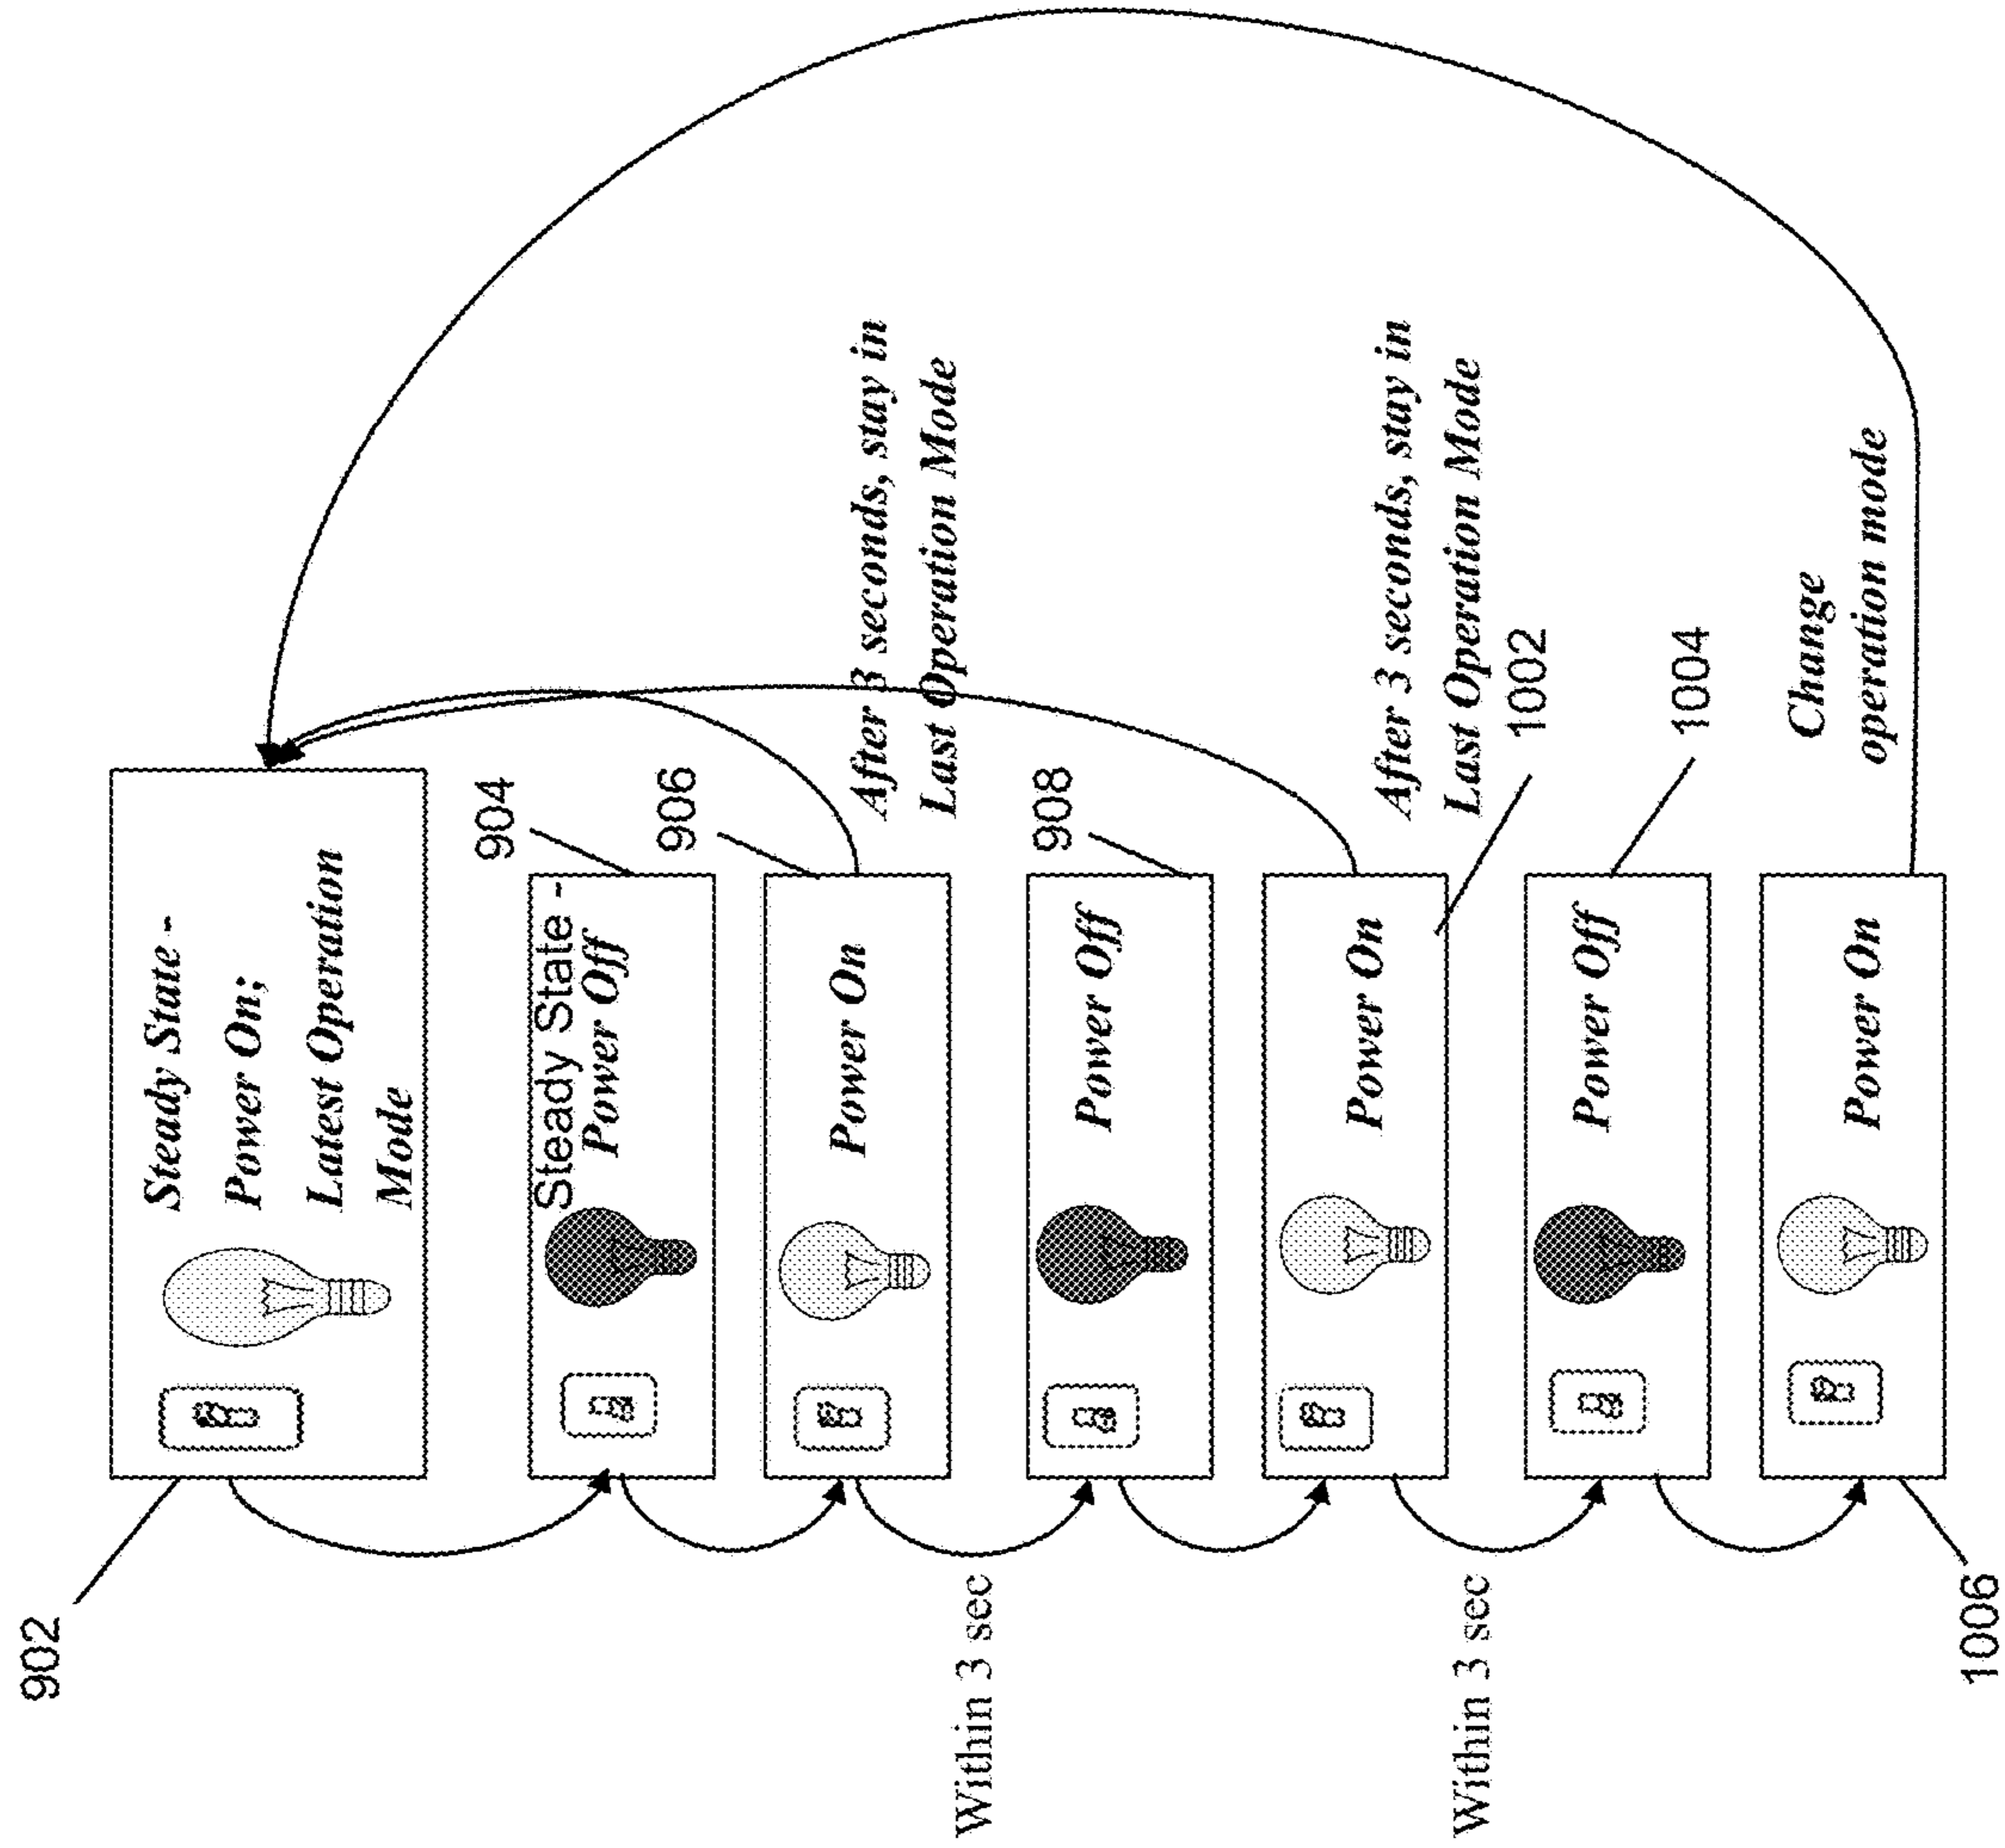 902
Steady State -
Power On;
Latest Operation
Mode
904
Steady State -
Power Off
906
Power On
After 3 seconds, stay in
Last Operation Mode
Within 3 sec
908
Power Off
Power On
After 3 seconds, stay in
Last Operation Mode
1002
Within 3 sec
Power Off
1004
Power On
Change
operation mode
1006